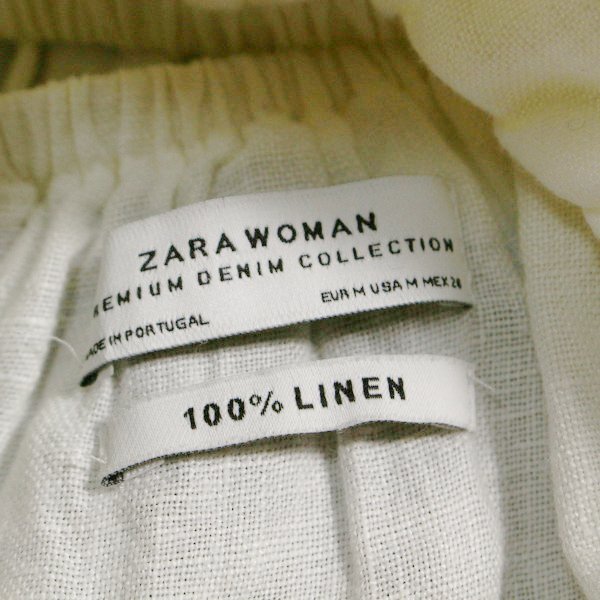 ZARA WOMAN
REMIUM DENIM COLLECTION
ADE IN PORTUGAL EUR M USA M MEX 28
100% LINEN